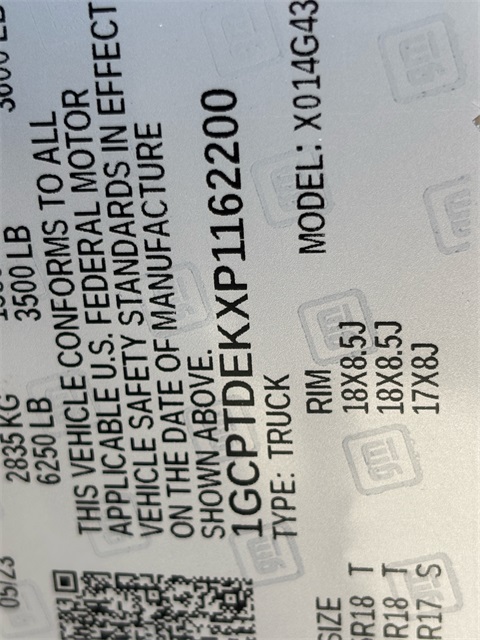 05/23 2835 KG
6250 LB 3500 LB
THIS VEHICLE CONFORMS TO ALL
APPLICABLE U.S. FEDERAL MOTOR
VEHICLE SAFETY STANDARDS IN EFFECT
ON THE DATE OF MANUFACTURE
SHOWN ABOVE.
1GCPTDEKXP1162200
TYPE: TRUCK MODEL: X014G43
SIZE RIM
R18 T 18X8.5J
R18 T 18X8.5J
R17 S 17X8J